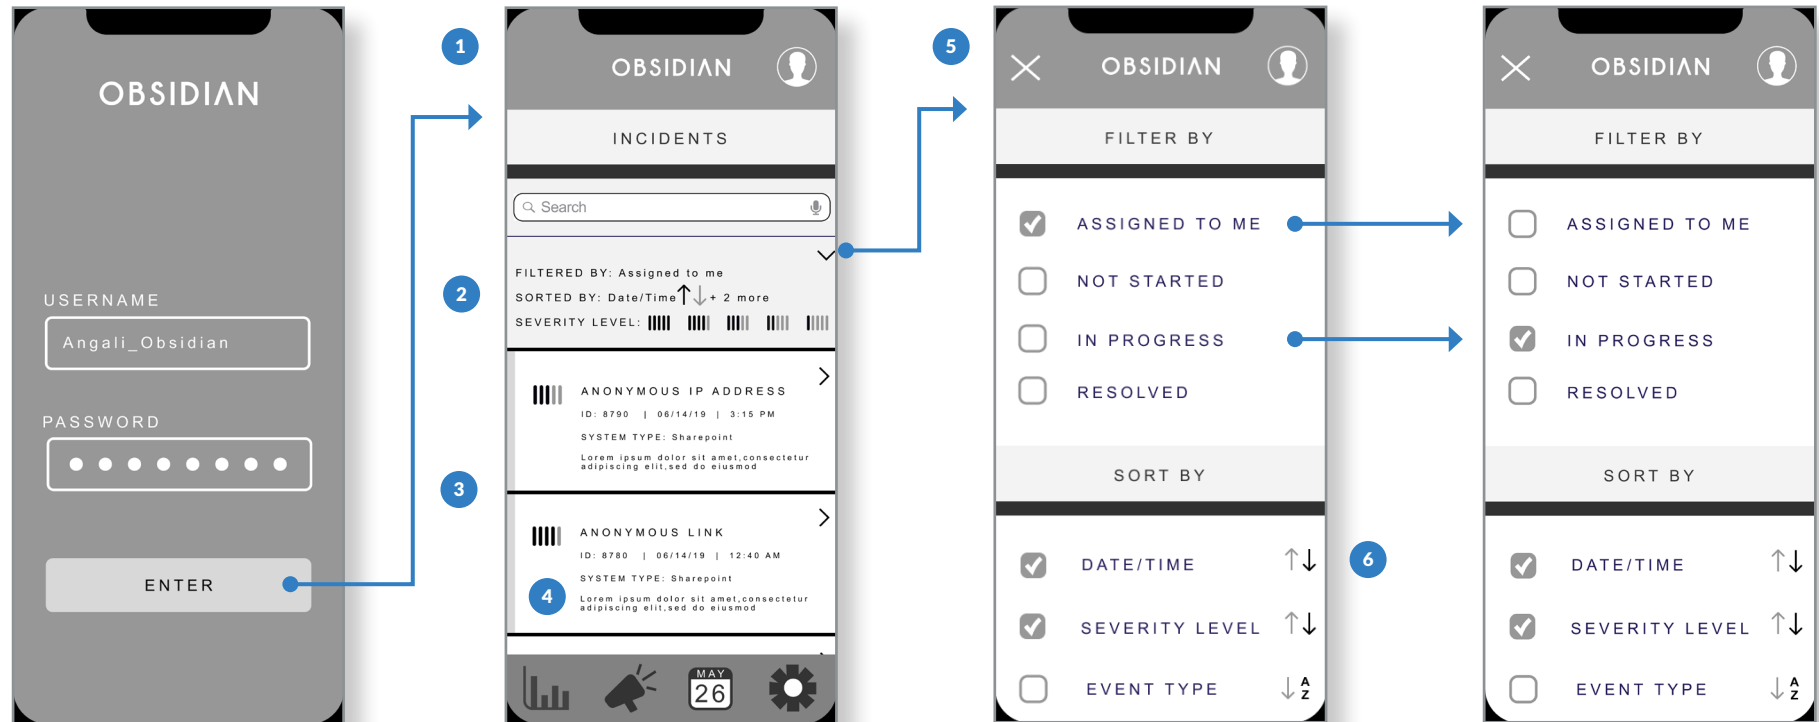 OBSIDIAN
USERNAME
Angali_Obsidian
PASSWORD
ENTER
1
OBSIDIAN
INCIDENTS
Search
2
FILTERED BY: Assigned to me
SORTED BY: Date/Time + 2 more
SEVERITY LEVEL:
ANONYMOUS IP ADDRESS
ID: 8790 | 06/14/19 | 3:15 PM
SYSTEM TYPE: Sharepoint
Lorem ipsum dolor sit amet,consectetur
adipiscing elit,sed do eiusmod
3
ANONYMOUS LINK
ID: 8780 | 06/14/19 | 12:40 AM
SYSTEM TYPE: Sharepoint
4
Lorem ipsum dolor sit amet,consectetur
adipiscing elit,sed do eiusmod
MAY
26
5
OBSIDIAN
FILTER BY
ASSIGNED TO ME
NOT STARTED
IN PROGRESS
RESOLVED
SORT BY
DATE/TIME
6
SEVERITY LEVEL
EVENT TYPE
A
Z
OBSIDIAN
FILTER BY
ASSIGNED TO ME
NOT STARTED
IN PROGRESS
RESOLVED
SORT BY
DATE/TIME
SEVERITY LEVEL
EVENT TYPE
A
Z